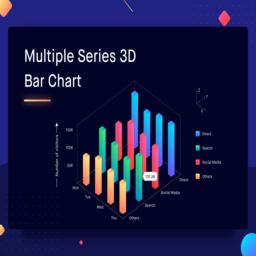 Multiple Series 3D
Bar Chart
Z
Y
X
Number of visitors
150K
100K
50K
Direct
Search
Social Media
Others
Mon
Tue
Wed
Thu
Others
Search
Social Media
Direct